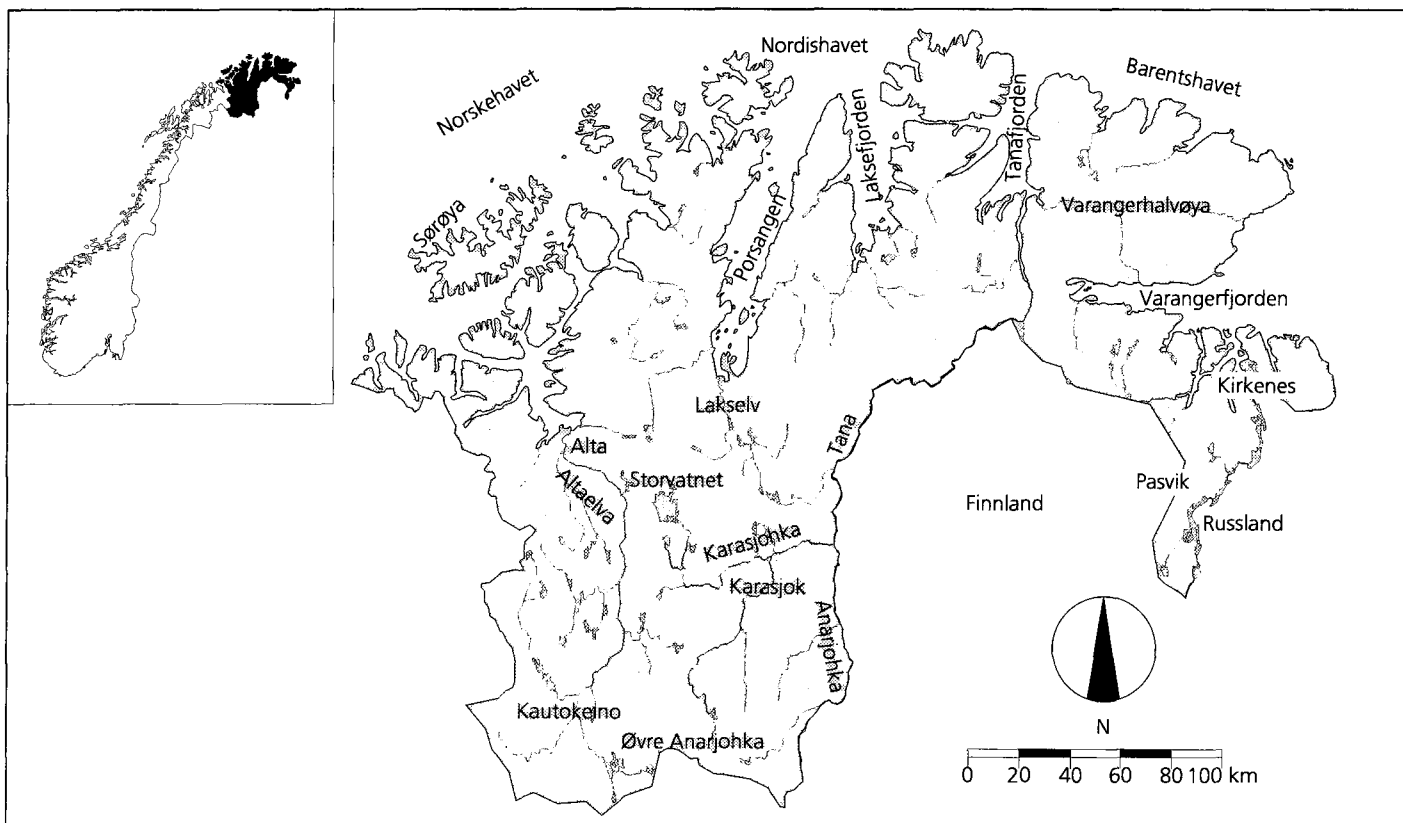 Nordishavet
Norskehavet
Barentshavet
Laksefjorden
Tanafjorden
Sørøya
Porsangen
Varangerhalvøya
Varangerfjorden
Kirkenes
Lakselv
Tana
Alta
Altaelva
Storvatnet
Finnland
Pasvik
Russland
Karasjohka
Karasjok
Anarjohka
Kautokeino
Øvre Anarjohka
N
0 20 40 60 80 100 km